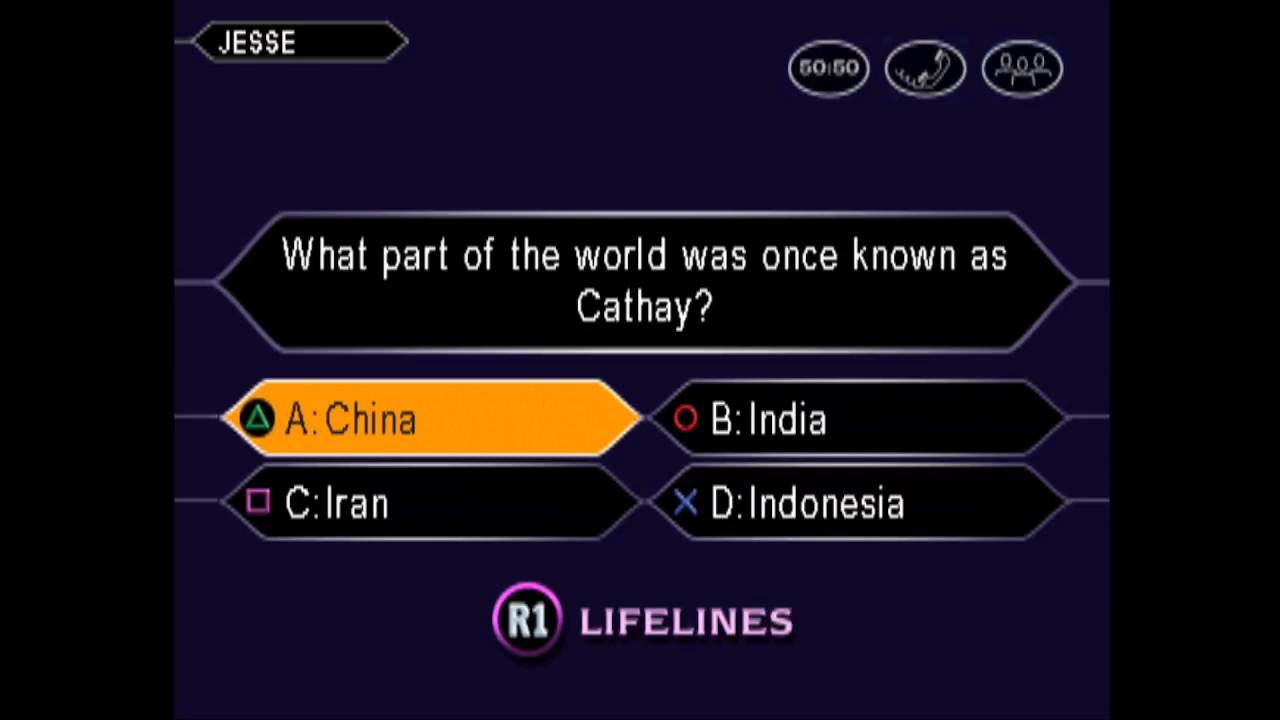 JESSE
50:50
What part of the world was once known as
Cathay?
A: China
B: India
C: Iran
D: Indonesia
R1 LIFELINES